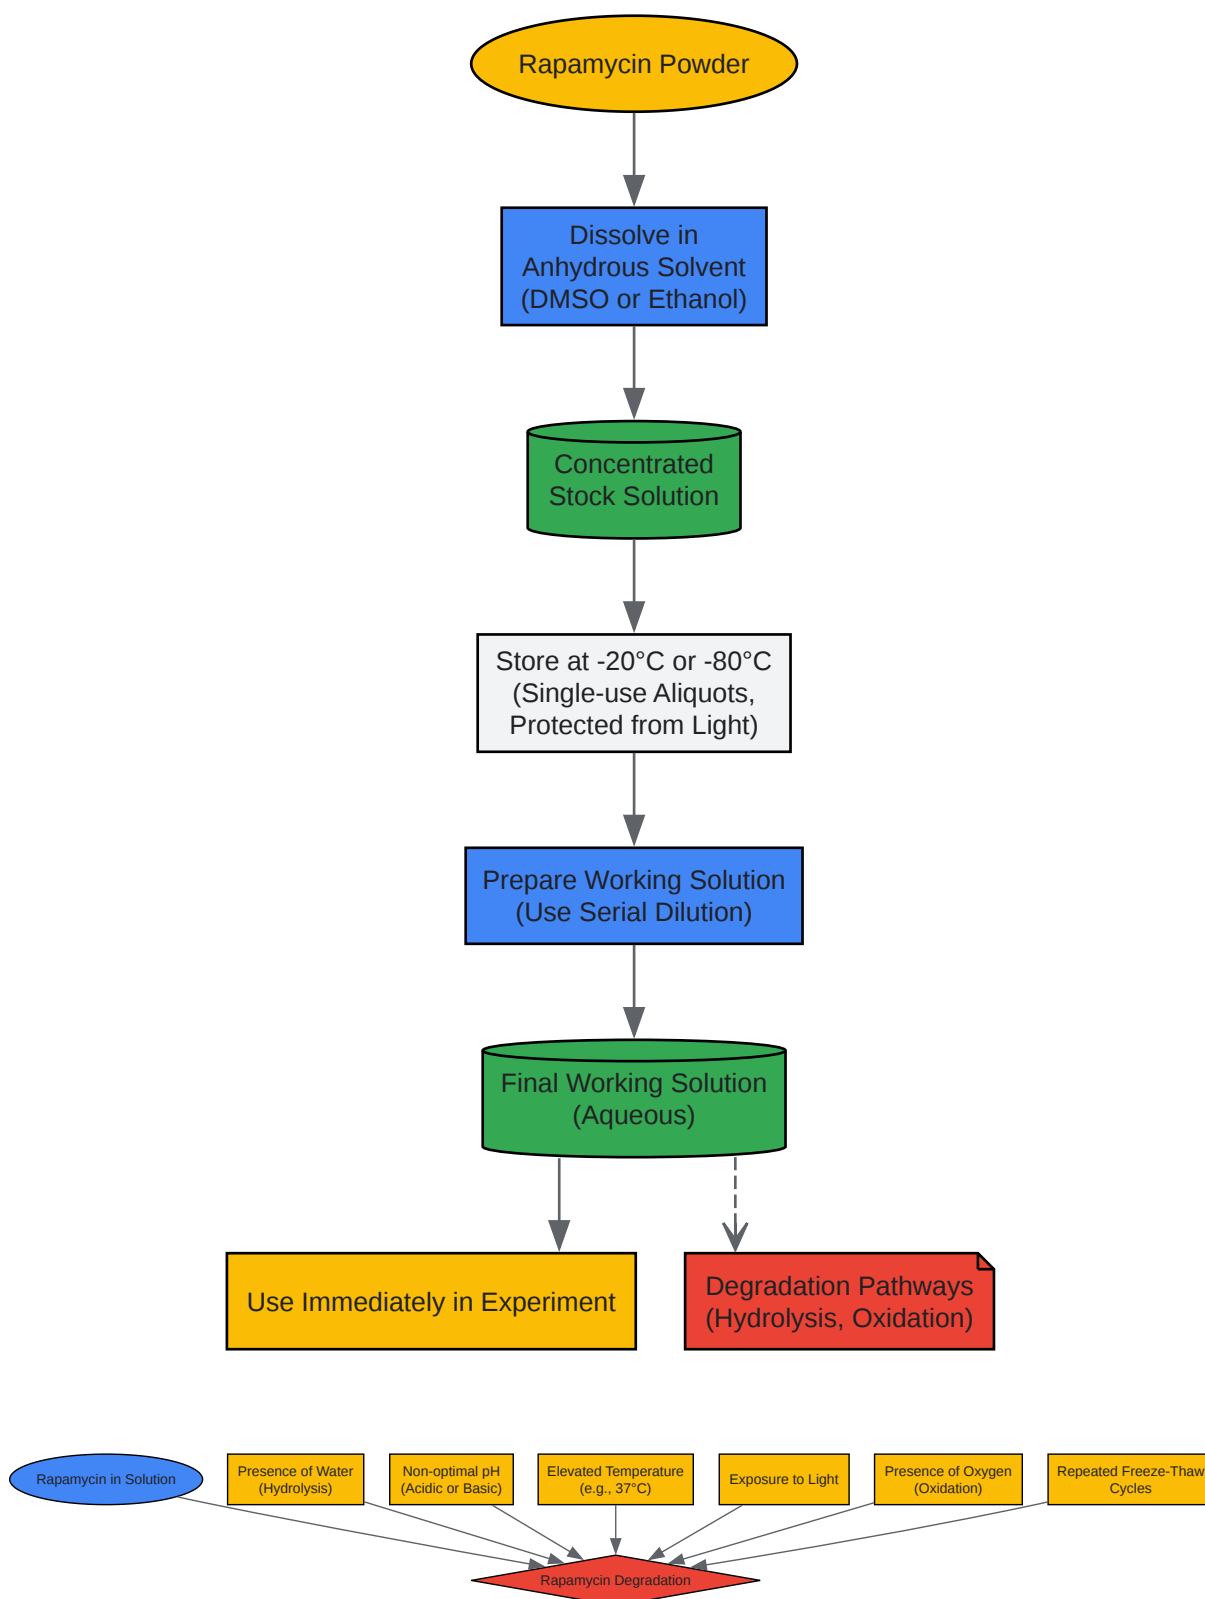 Rapamycin Powder
Dissolve in
Anhydrous Solvent
(DMSO or Ethanol)
Concentrated
Stock Solution
Store at -20°C or -80°C
(Single-use Aliquots,
Protected from Light)
Prepare Working Solution
(Use Serial Dilution)
Final Working Solution
(Aqueous)
Use Immediately in Experiment
Degradation Pathways
(Hydrolysis, Oxidation)
Rapamycin in Solution
Presence of Water
(Hydrolysis)
Non-optimal pH
(Acidic or Basic)
Elevated Temperature
(e.g., 37°C)
Exposure to Light
Presence of Oxygen
(Oxidation)
Repeated Freeze-Thaw
Cycles
Rapamycin Degradation